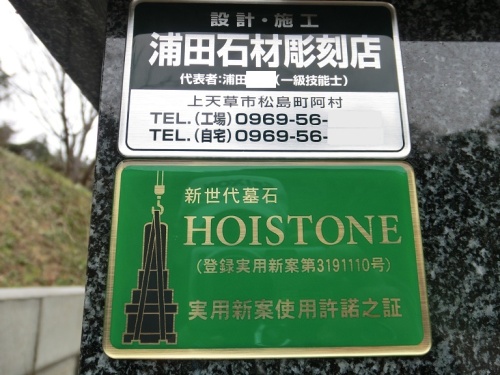 設計・施工
浦田石材彫刻店
代表者:浦田 (一級技能士)
上天草市松島町阿村
TEL.(工場)0969-56-
TEL.(自宅)0969-56-
新世代墓石
HOISTONE
(登録実用新案第3191110号)
実用新案使用許諾之証